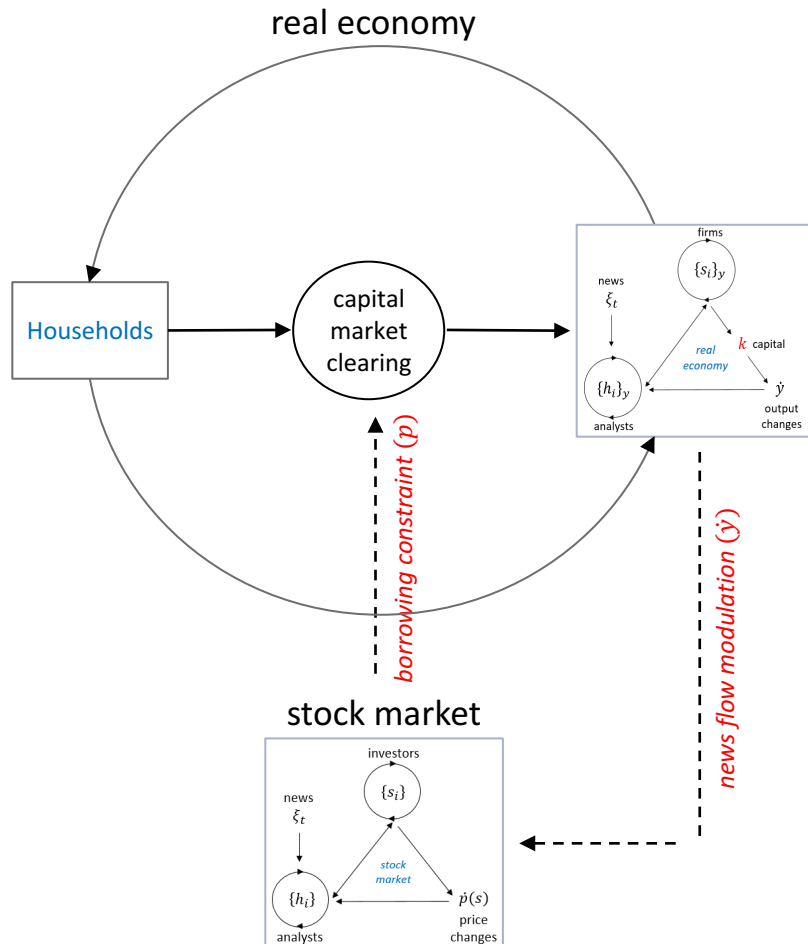 real economy
Households
capital
market
clearing
firms
{s_i}_y
news
ξ_t
k capital
real
economy
{h_i}_y
ẏ
analysts
output
changes
borrowing constraint (p)
news flow modulation (ẏ)
stock market
investors
{s_i}
news
ξ_t
stock
market
{h_i}
ṗ(s)
analysts
price
changes